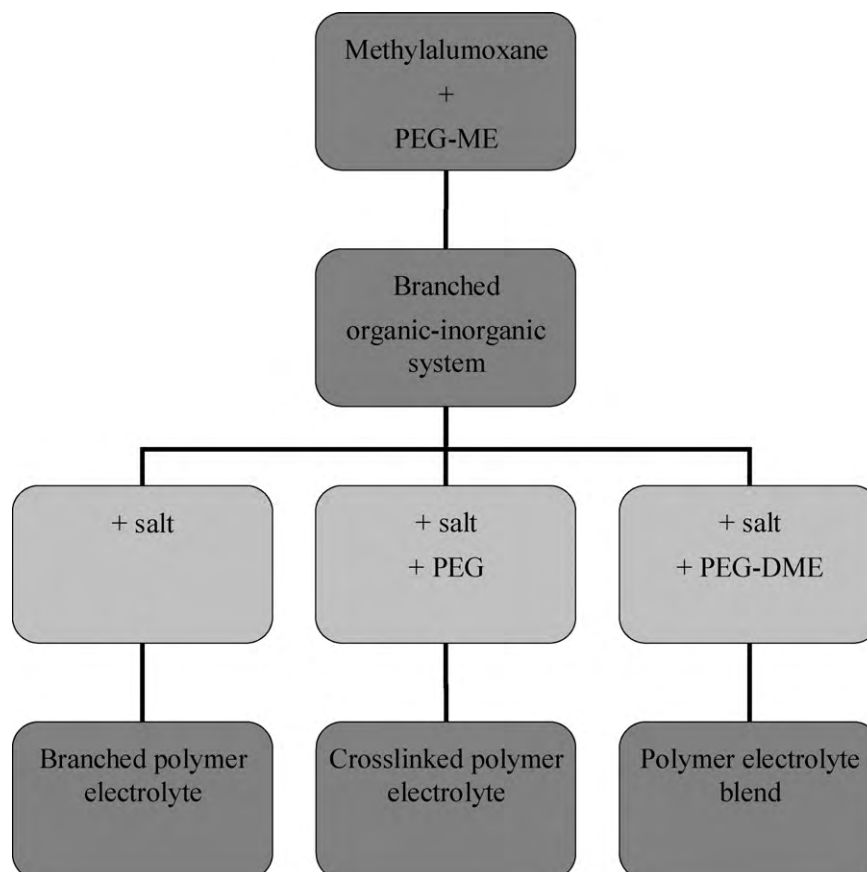 Methylalumoxane
+
PEG-ME
Branched
organic-inorganic
system
+ salt
+ salt
+ PEG
+ salt
+ PEG-DME
Branched polymer
electrolyte
Crosslinked polymer
electrolyte
Polymer electrolyte
blend